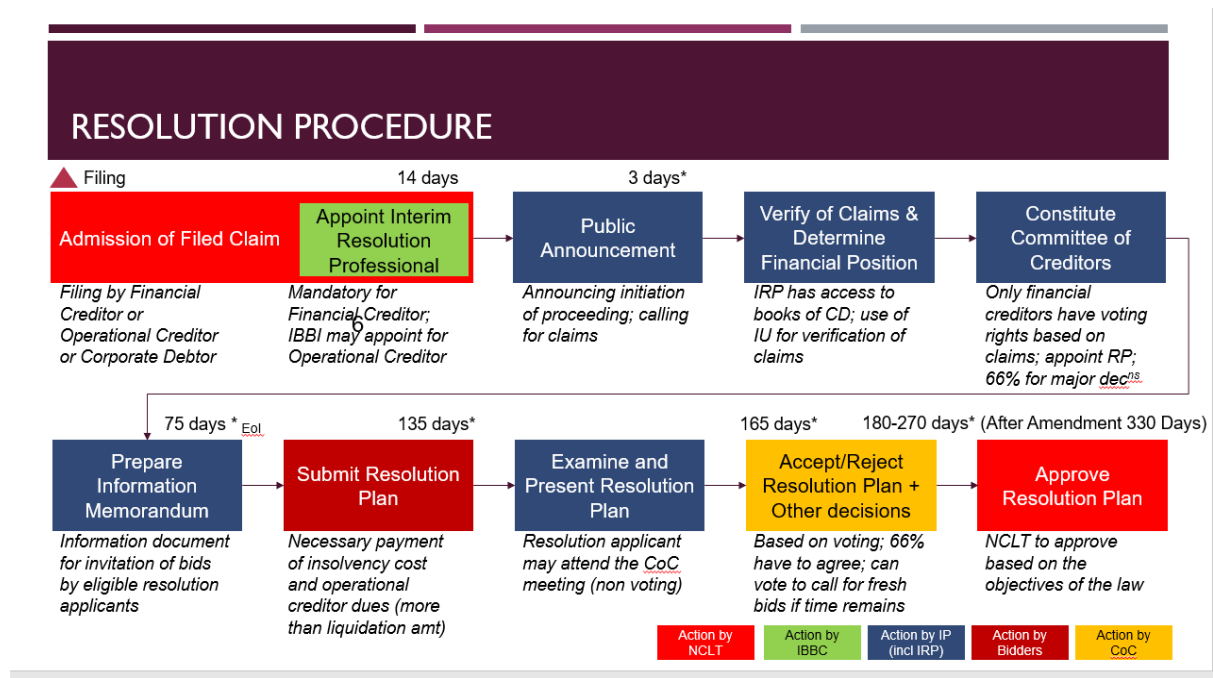 RESOLUTION PROCEDURE
Filing
14 days
3 days*
Admission of Filed Claim
Appoint Interim
Resolution
Professional
Public
Announcement
Verify of Claims &
Determine
Financial Position
Constitute
Committee of
Creditors
Filing by Financial
Creditor or
Operational Creditor
or Corporate Debtor
Mandatory for
Financial Creditor;
IBBI may appoint for
Operational Creditor
6
Announcing initiation
of proceeding; calling
for claims
IRP has access to
books of CD; use of
IU for verification of
claims
Only financial
creditors have voting
rights based on
claims; appoint RP;
66% for major decns
75 days * EoI
135 days*
165 days*
180-270 days* (After Amendment 330 Days)
Prepare
Information
Memorandum
Submit Resolution
Plan
Examine and
Present Resolution
Plan
Accept/Reject
Resolution Plan +
Other decisions
Approve
Resolution Plan
Information document
for invitation of bids
by eligible resolution
applicants
Necessary payment
of insolvency cost
and operational
creditor dues (more
than liquidation amt)
Resolution applicant
may attend the CoC
meeting (non voting)
Based on voting; 66%
have to agree; can
vote to call for fresh
bids if time remains
NCLT to approve
based on the
objectives of the law
Action by
NCLT
Action by
IBBC
Action by IP
(incl IRP)
Action by
Bidders
Action by
CoC